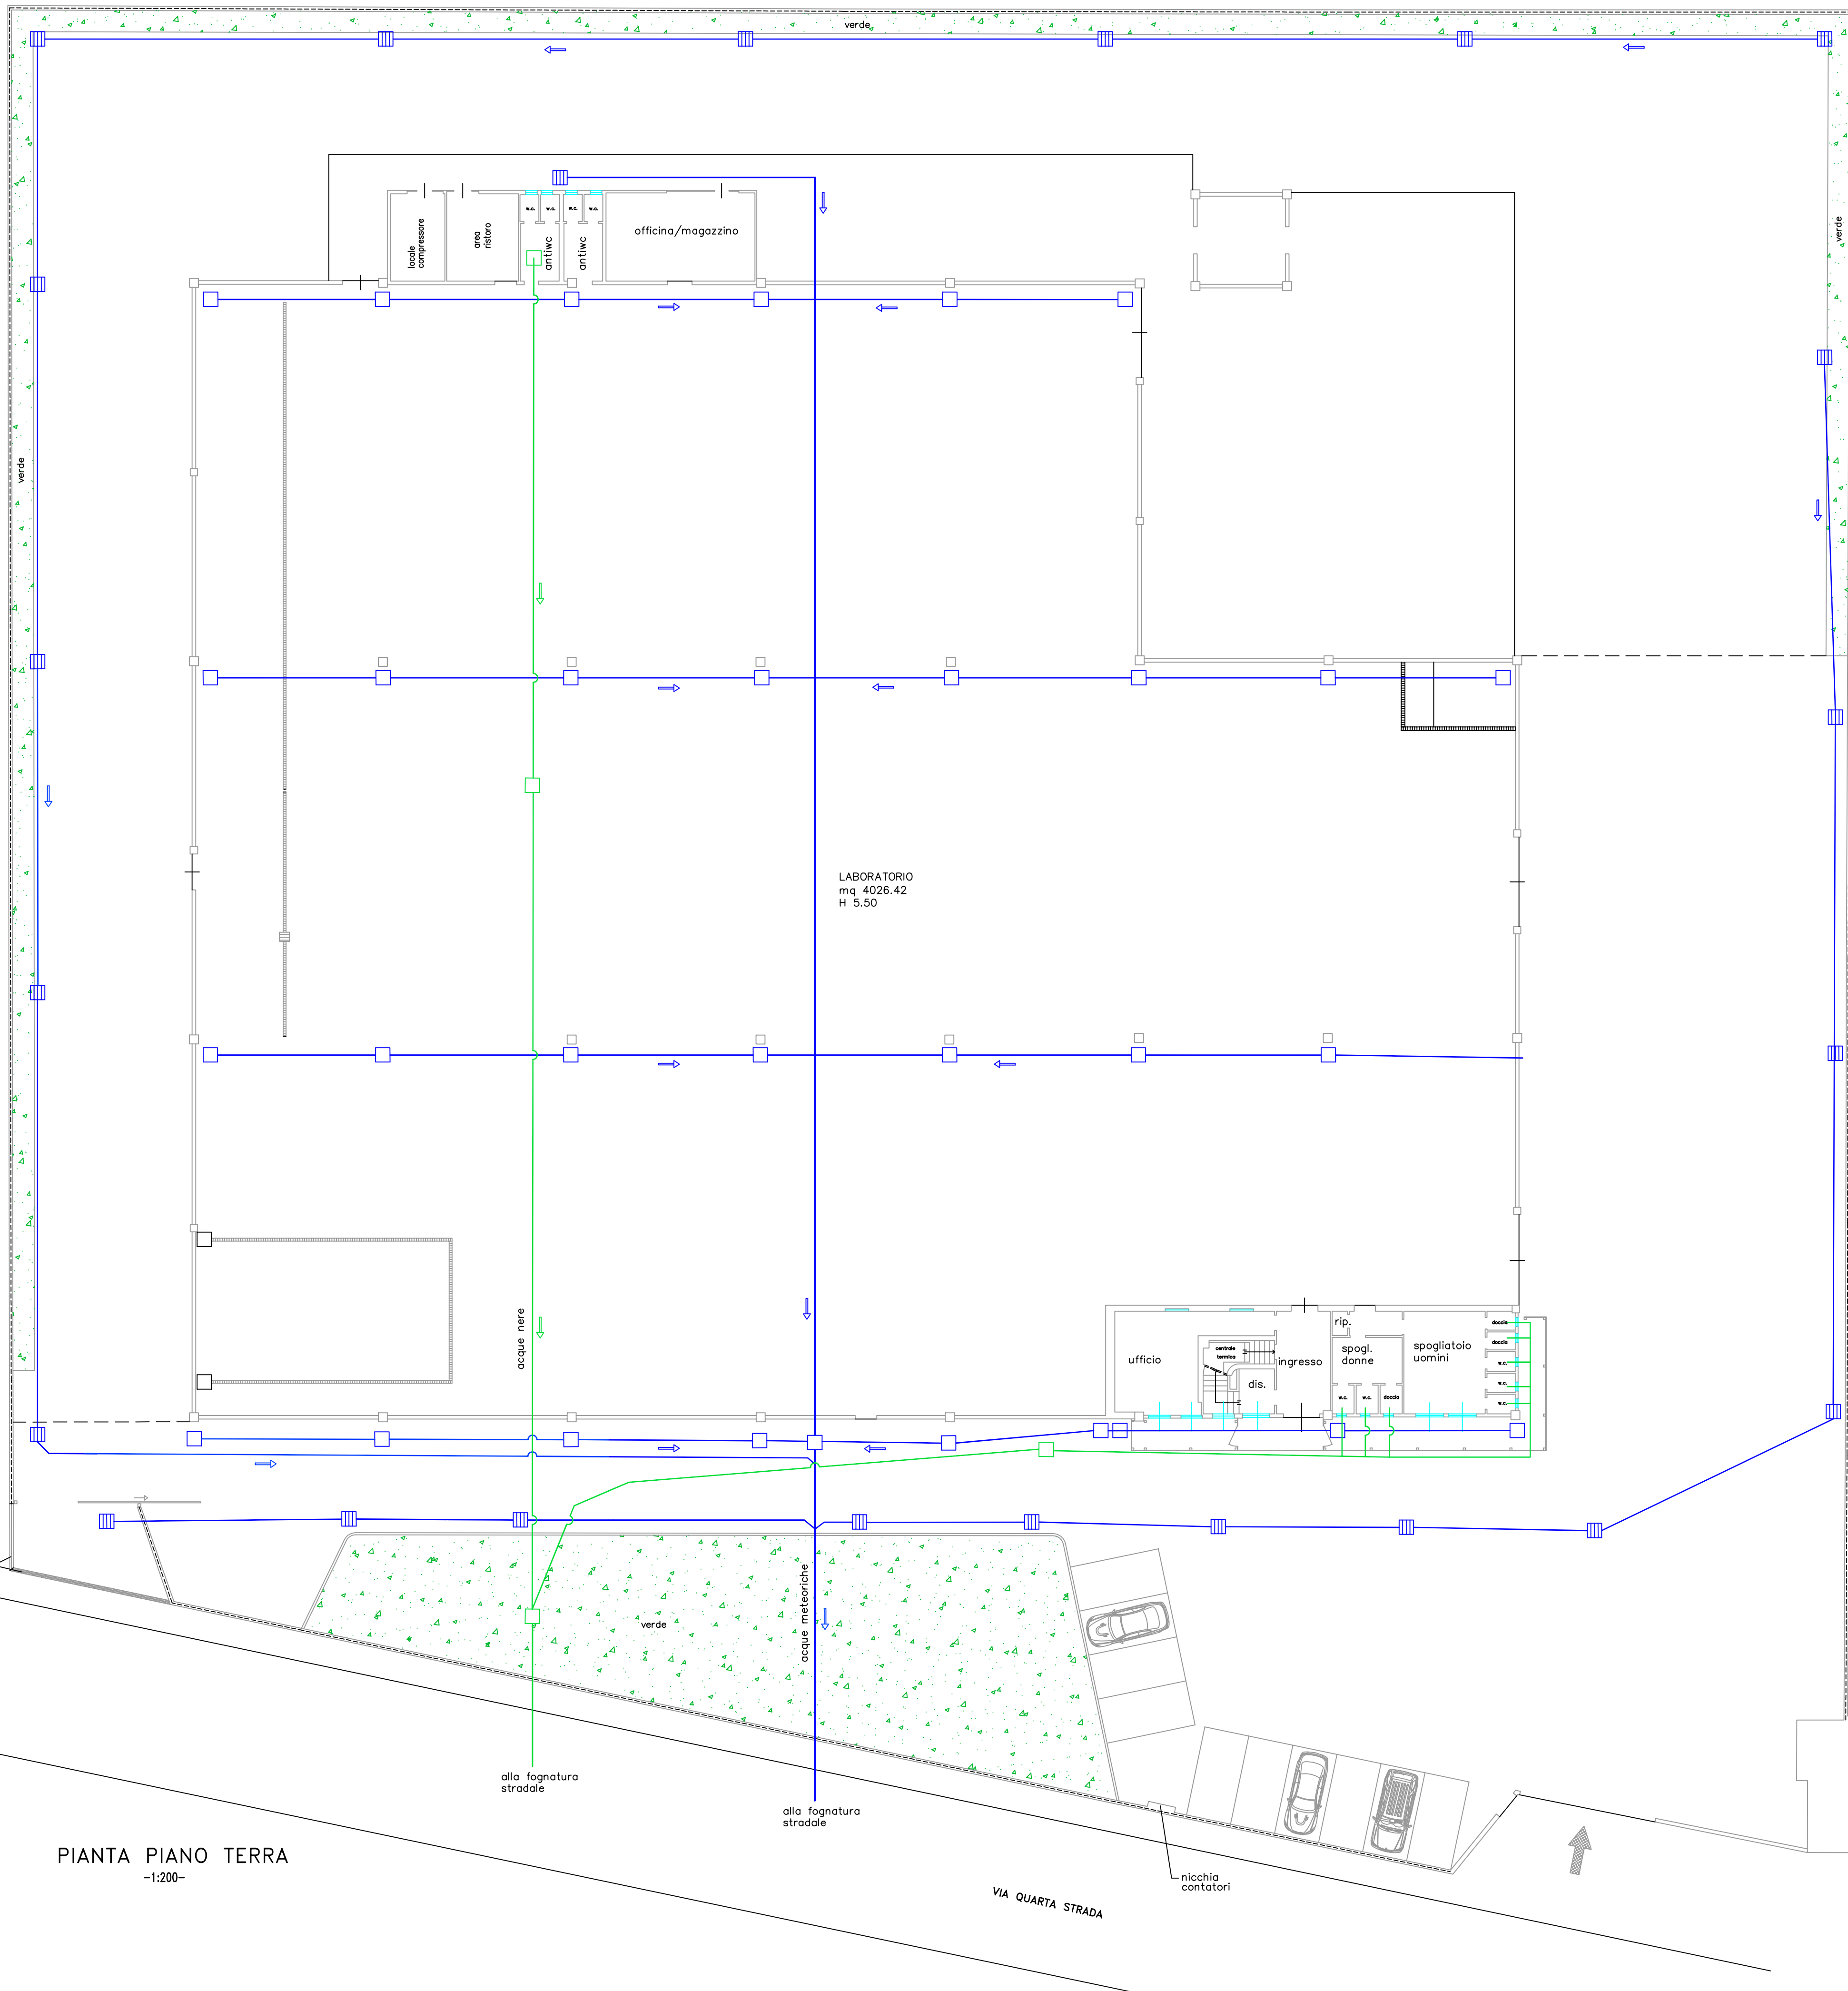 verde
verde
verde
locale
compressore
area
ristoro
w.c.
w.c.
w.c.
w.c.
antiwc
antiwc
officina/magazzino
LABORATORIO
mq 4026.42
H 5.50
acque nere
ufficio
centrale
termica
dis.
ingresso
rip.
spogl.
donne
w.c.
w.c.
doccia
spogliatoio
uomini
doccia
doccia
w.c.
w.c.
w.c.
acque meteoriche
verde
alla fognatura
stradale
alla fognatura
stradale
nicchia
contatori
VIA QUARTA STRADA
PIANTA PIANO TERRA
-1:200-